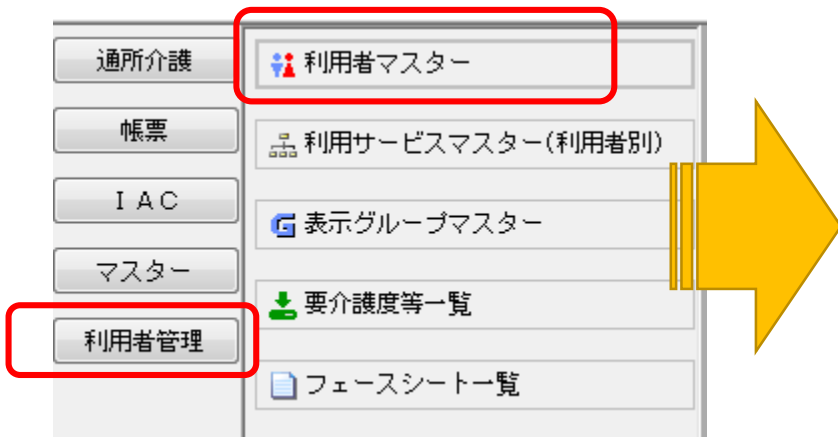 通所介護
帳票
ＩＡＣ
マスター
利用者管理
利用者マスター
利用サービスマスター(利用者別)
表示グループマスター
要介護度等一覧
フェースシート一覧